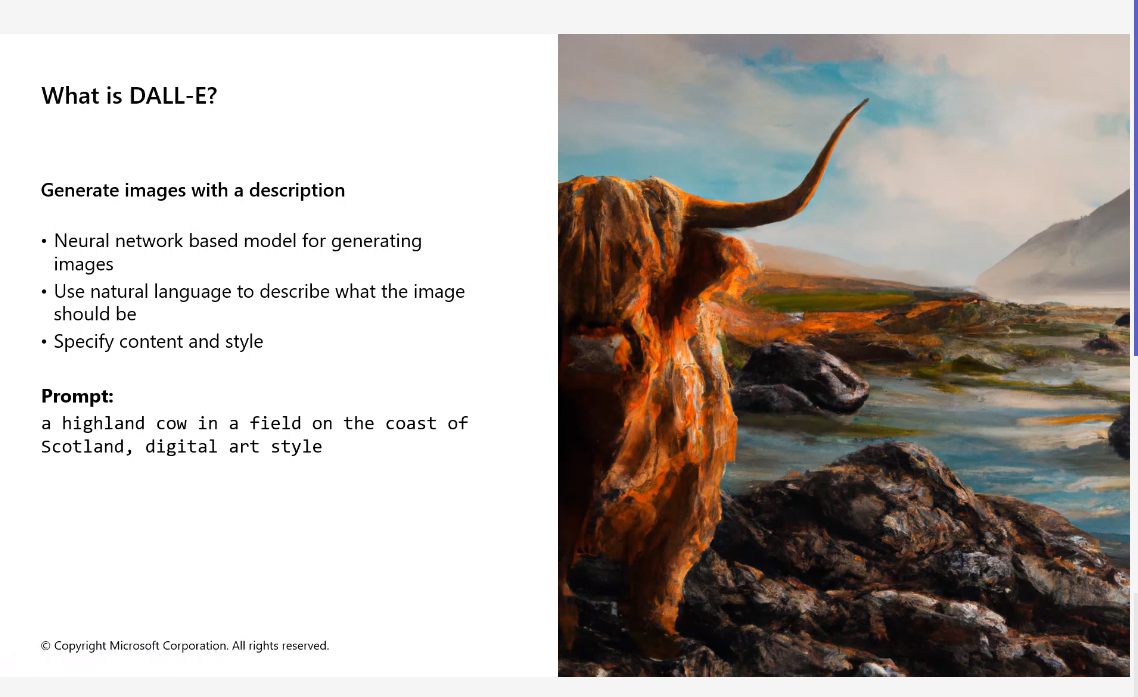 What is DALL-E?
Generate images with a description
• Neural network based model for generating
images
• Use natural language to describe what the image
should be
• Specify content and style
Prompt:
a highland cow in a field on the coast of
Scotland, digital art style
© Copyright Microsoft Corporation. All rights reserved.